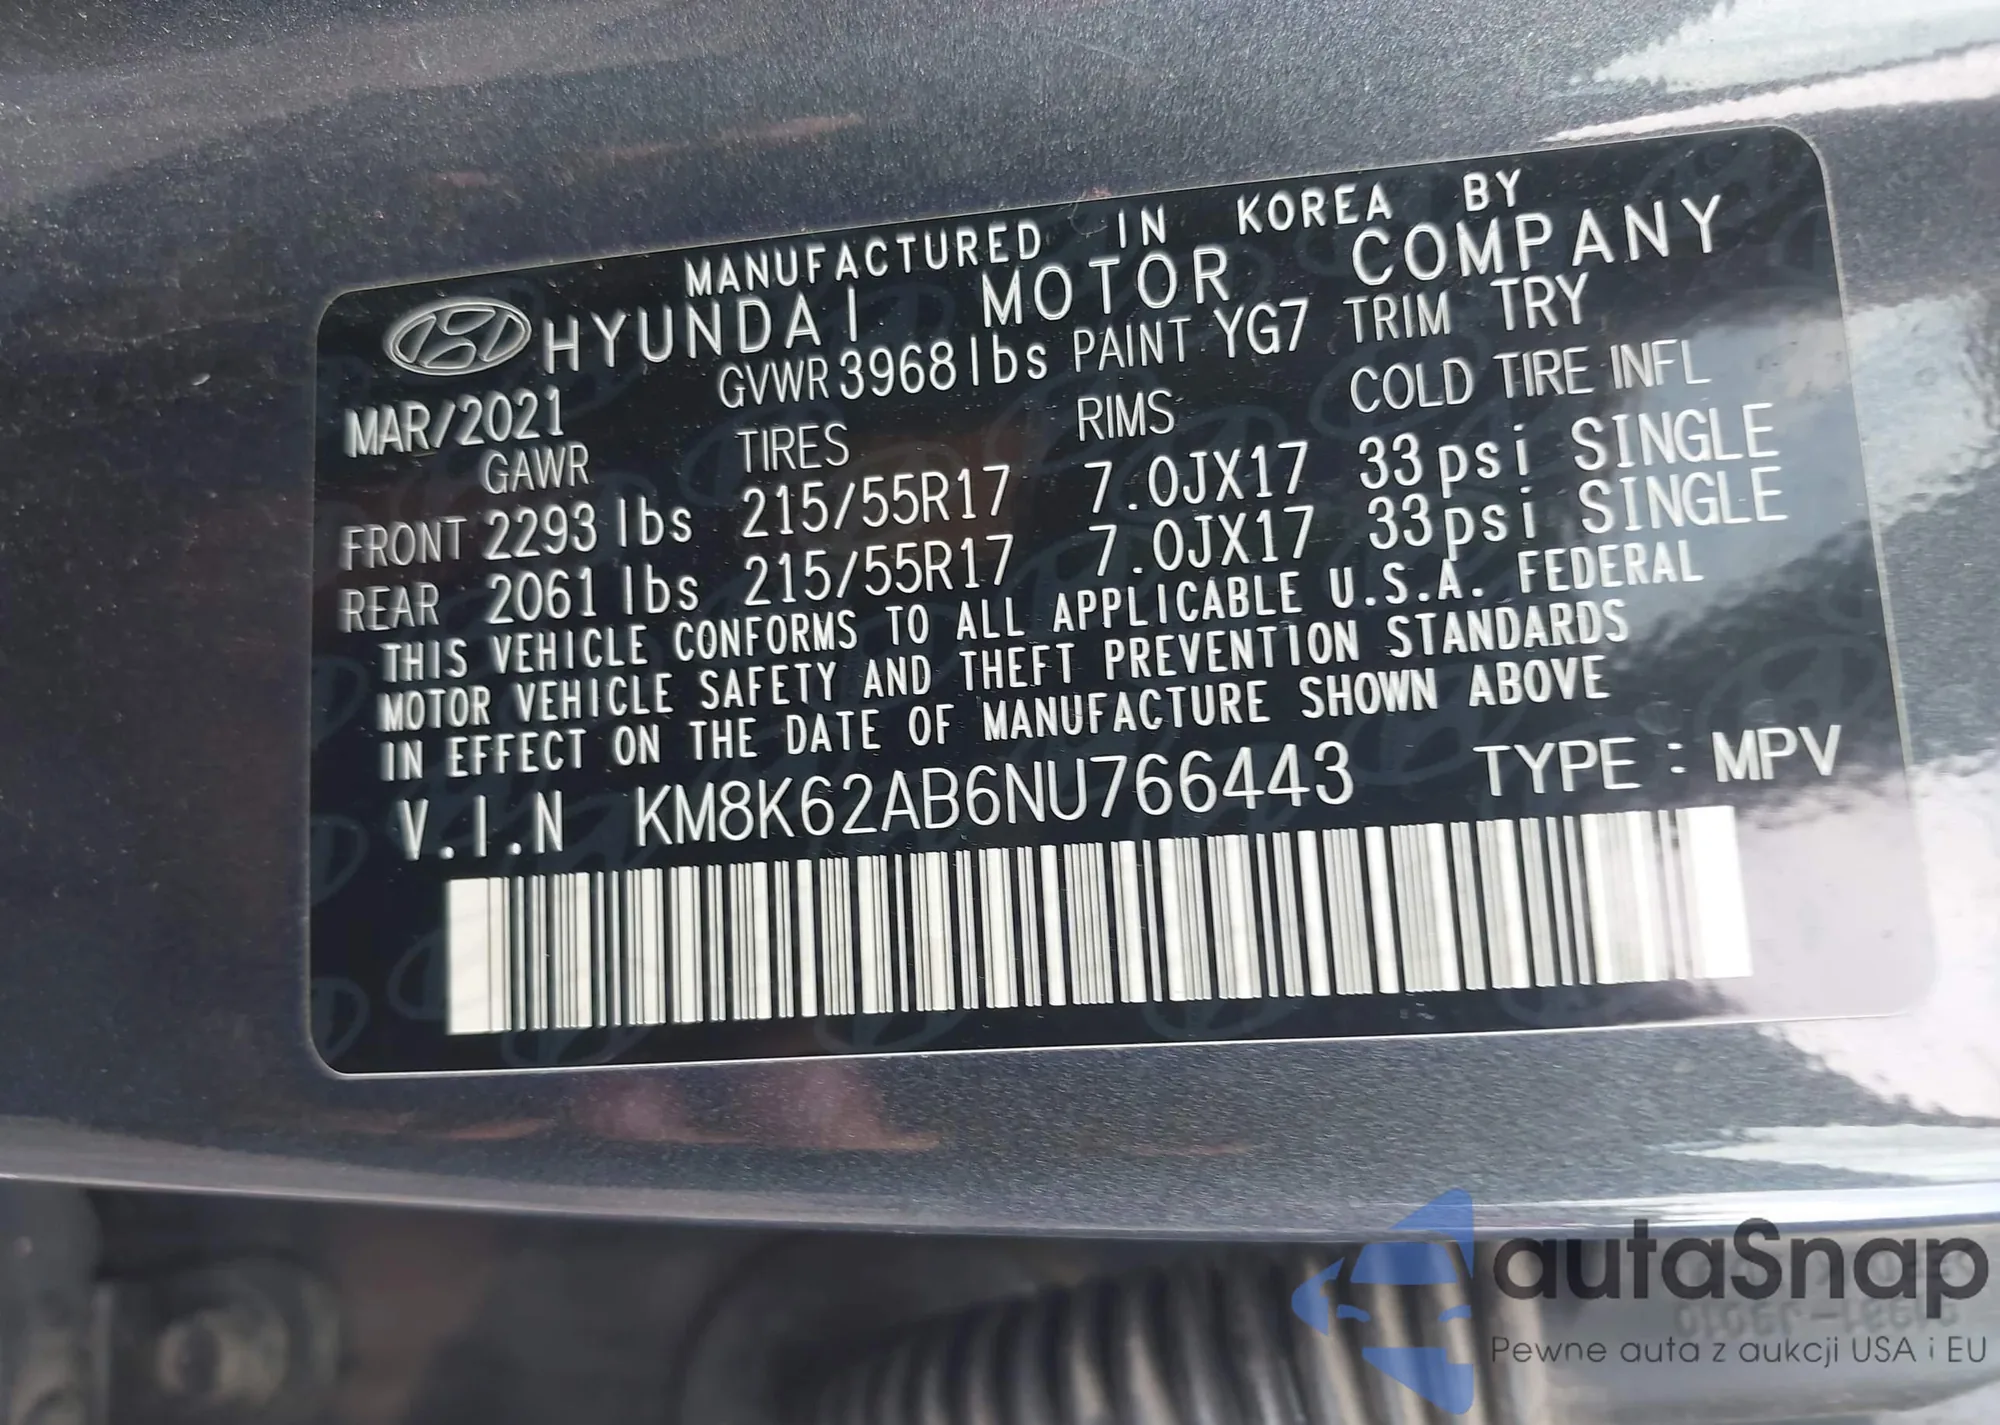 MANUFACTURED IN KOREA BY
HYUNDAI MOTOR COMPANY
MAR/2021 GVWR 3968 lbs PAINT YG7 TRIM TRY
GAWR TIRES RIMS COLD TIRE INFL
FRONT 2293 lbs 215/55R17 7.0JX17 33psi SINGLE
REAR 2061 lbs 215/55R17 7.0JX17 33psi SINGLE
THIS VEHICLE CONFORMS TO ALL APPLICABLE U.S.A. FEDERAL
MOTOR VEHICLE SAFETY AND THEFT PREVENTION STANDARDS
IN EFFECT ON THE DATE OF MANUFACTURE SHOWN ABOVE
V.I.N KM8K62AB6NU766443 TYPE : MPV
autaSnap
Pewne auta z aukcji USA i EU